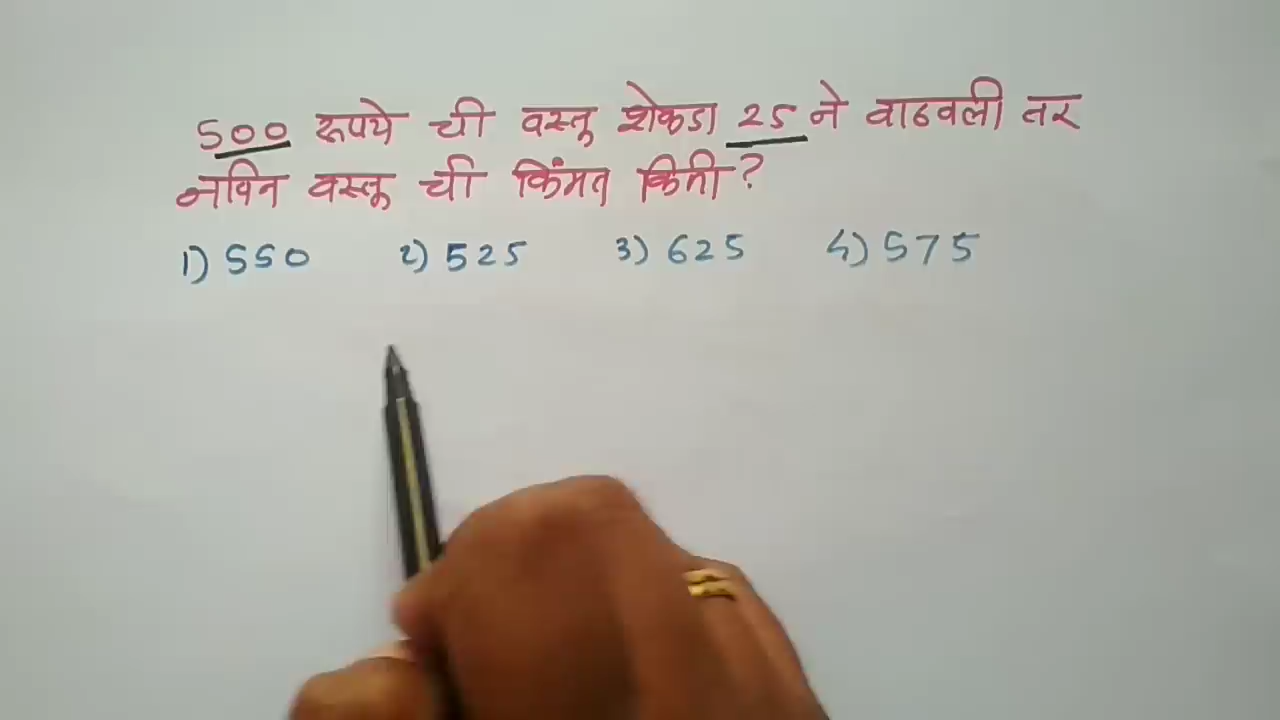 500 रूपये ची वस्तू शेकडा 25 ने वाढवली तर
नविन वस्तू ची किंमत किती?
1) 550 2) 525 3) 625 4) 575